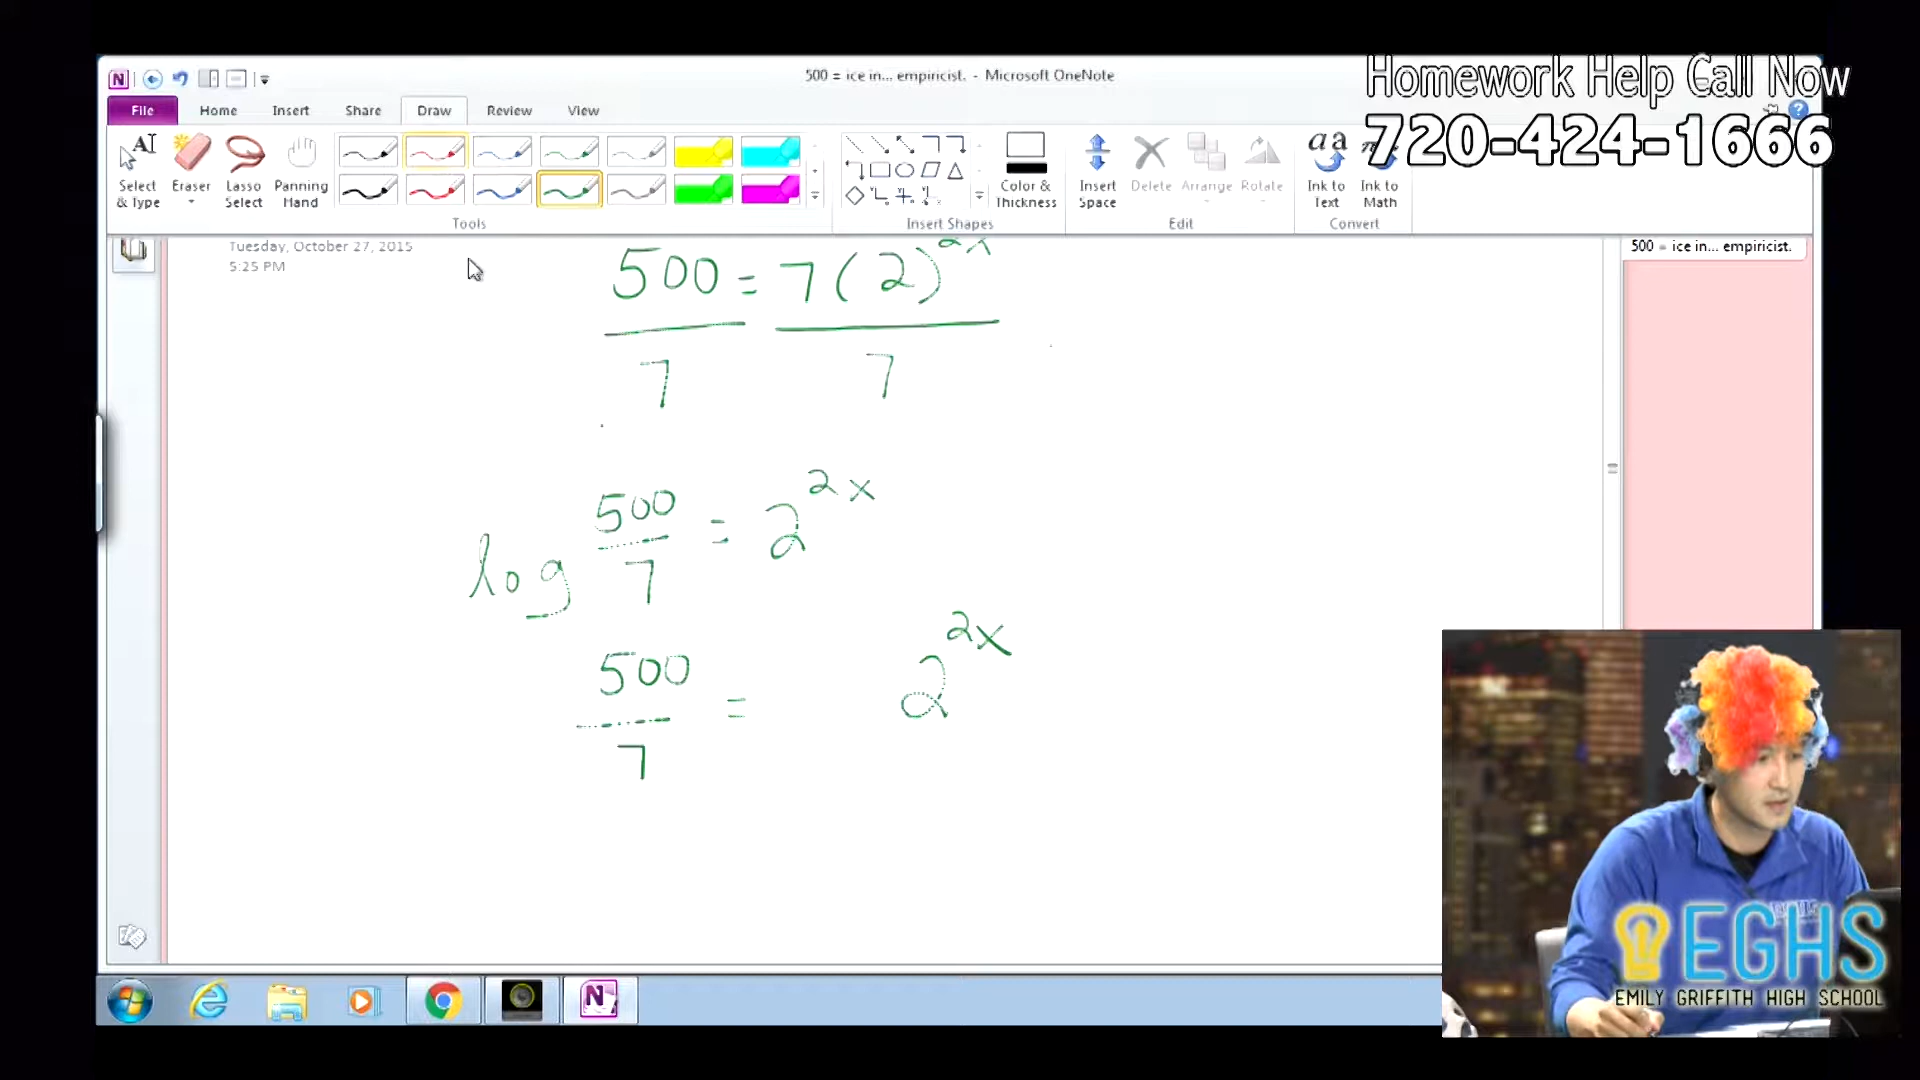 500 = ice in... empiricist. - Microsoft OneNote
Homework Help Call Now
720-424-1666
File Home Insert Share Draw Review View
Select & Type
Eraser
Lasso Select
Panning Hand
Color & Thickness
Insert Space
Delete
Arrange
Rotate
Ink to Text
Ink to Math
Tools
Insert Shapes
Edit
Convert
Tuesday, October 27, 2015
5:25 PM
500 = ice in... empiricist.
500 = 7(2)^2x
7 7
log 500/7 = 2^2x
500/7 = 2^2x
EGHS
EMILY GRIFFITH HIGH SCHOOL